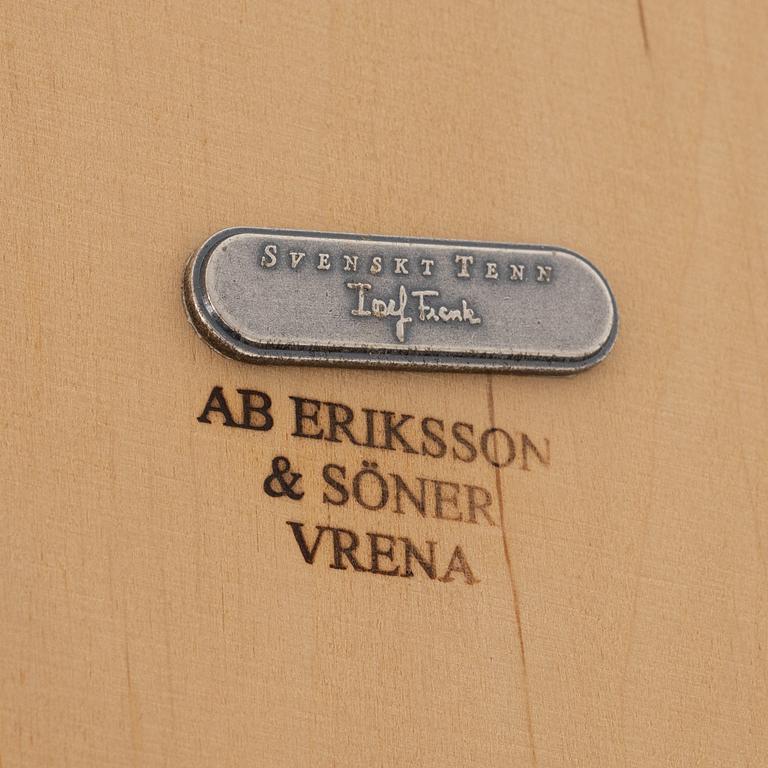 SVENSKT TENN
Josef Frank
AB ERIKSSON
& SÖNER
VRENA